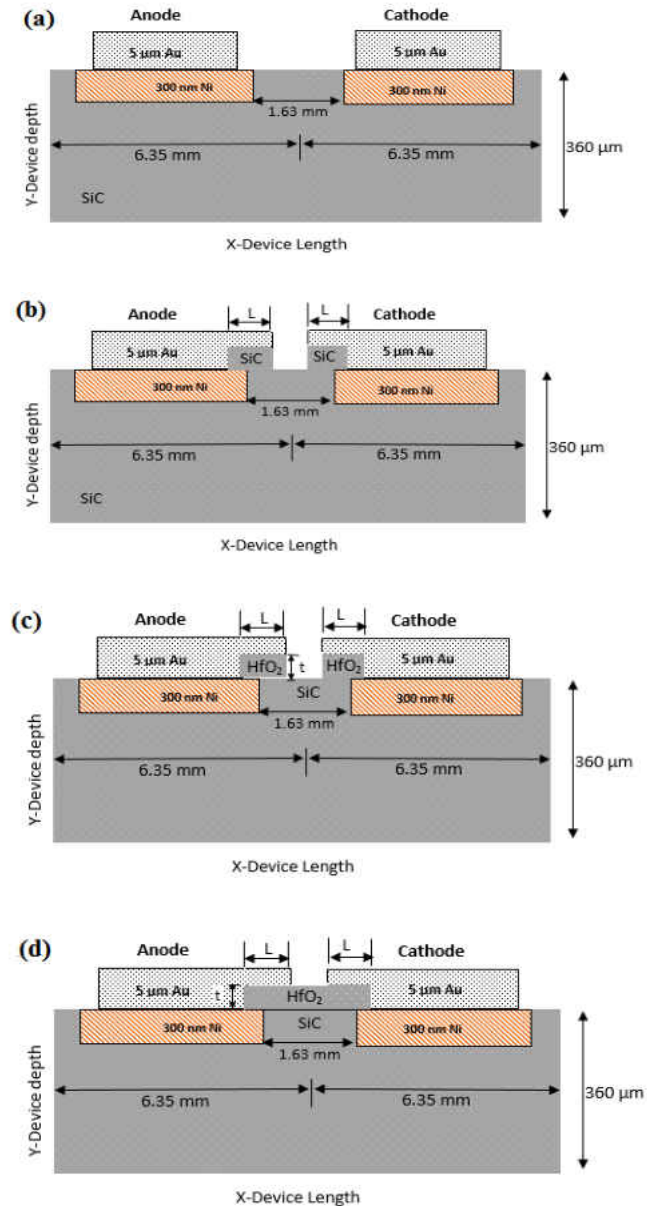 (a)
Anode
Cathode
5 µm Au
5 µm Au
300 nm Ni
300 nm Ni
1.63 mm
6.35 mm
6.35 mm
360 µm
Y-Device depth
SiC
X-Device Length
(b)
Anode
L
L
Cathode
5 µm Au
SiC
SiC
5 µm Au
300 nm Ni
300 nm Ni
1.63 mm
6.35 mm
6.35 mm
360 µm
Y-Device depth
SiC
X-Device Length
(c)
Anode
L
L
Cathode
5 µm Au
HfO₂
t
HfO₂
5 µm Au
300 nm Ni
SiC
300 nm Ni
1.63 mm
6.35 mm
6.35 mm
360 µm
Y-Device depth
X-Device Length
(d)
Anode
L
L
Cathode
5 µm Au
t
HfO₂
5 µm Au
300 nm Ni
SiC
300 nm Ni
1.63 mm
6.35 mm
6.35 mm
360 µm
Y-Device depth
X-Device Length